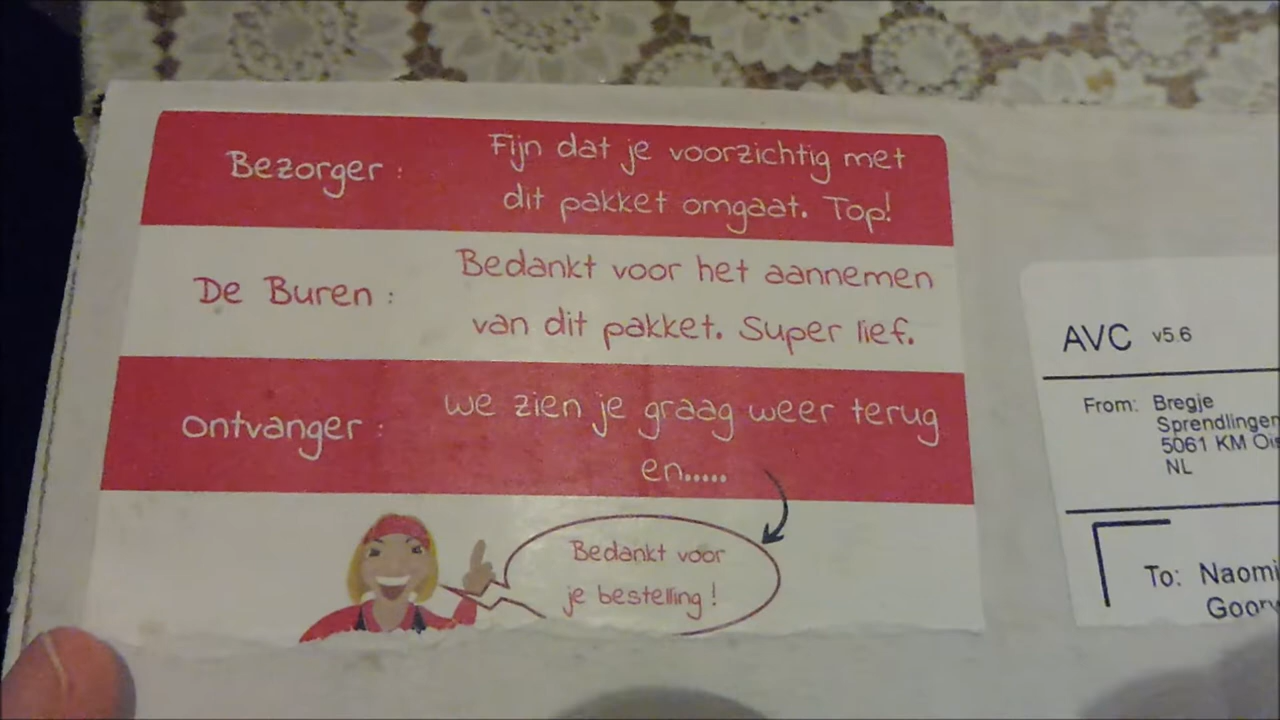 Bezorger : Fijn dat je voorzichtig met
dit pakket omgaat. Top!
De Buren : Bedankt voor het aannemen
van dit pakket. Super lief.
ontvanger : we zien je graag weer terug
en.....
Bedankt voor
je bestelling!
AVC v5.6
From: Bregje
Sprendlingen
5061 KM Ois
NL
To: Naomi